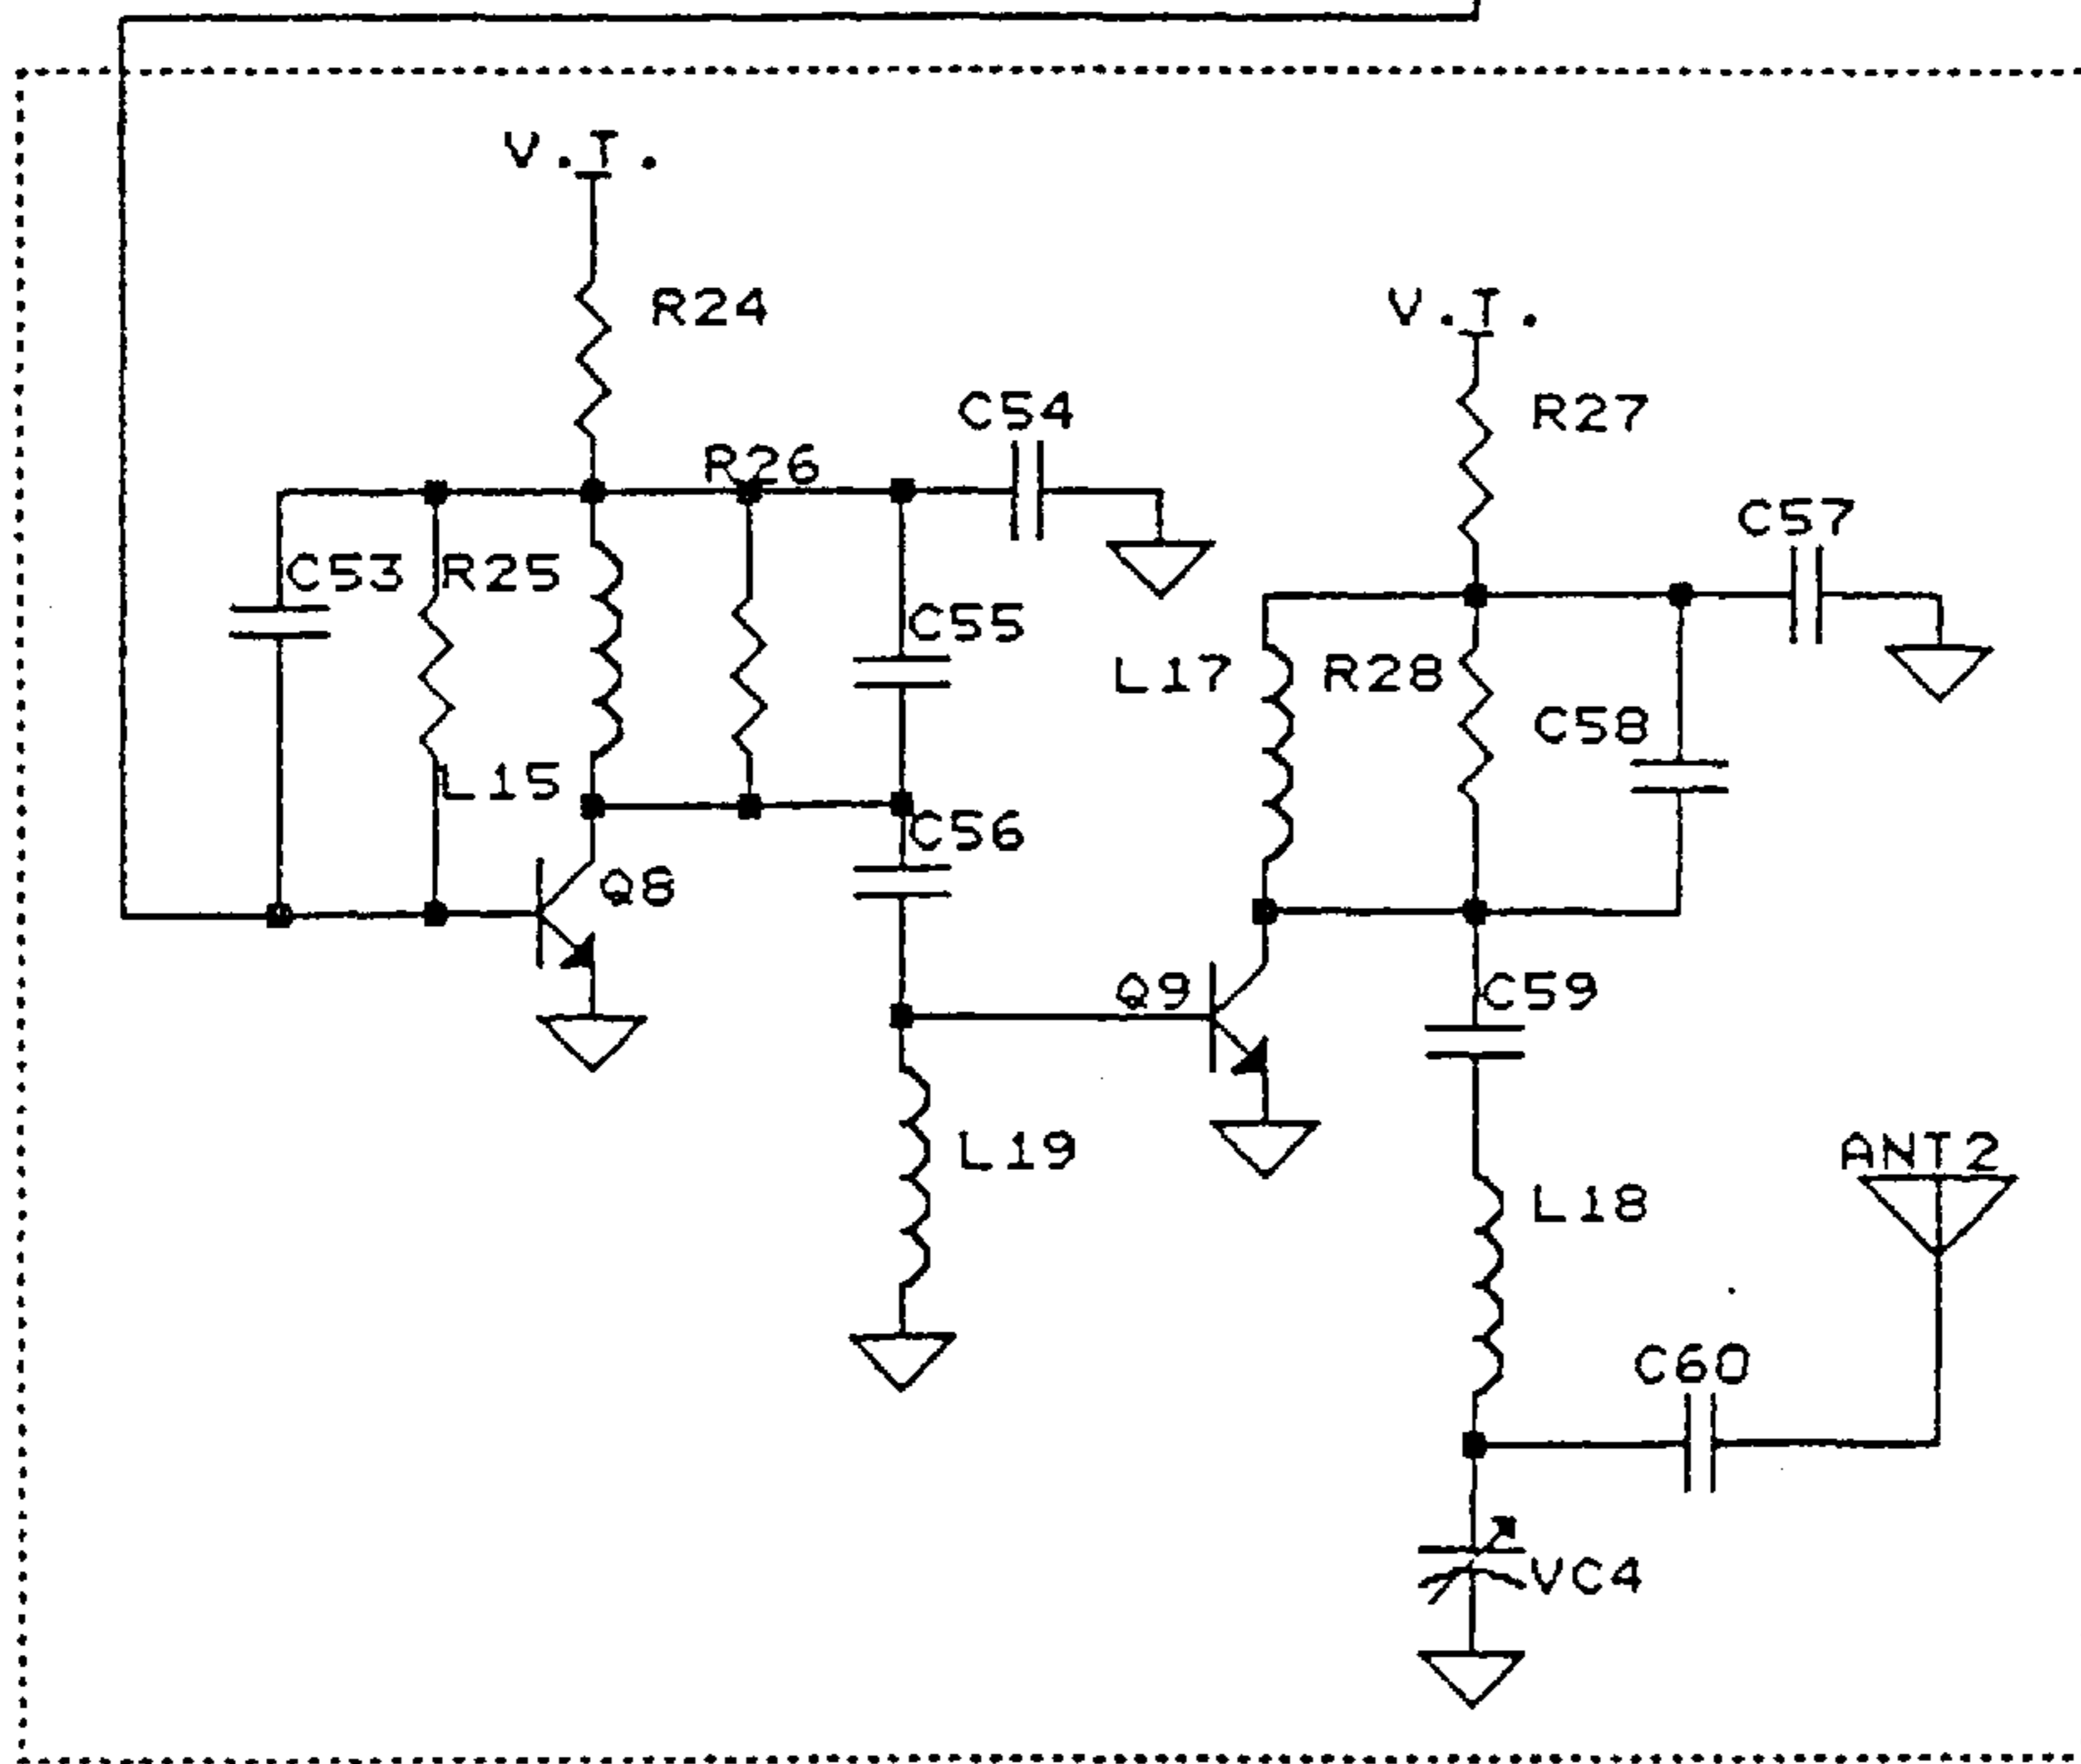 V.T.
R24
V.T.
R27
C54
R26
C57
C53
R25
C55
L17
R28
C58
L15
C56
Q8
Q9
C59
L19
ANT2
L18
C60
VC4